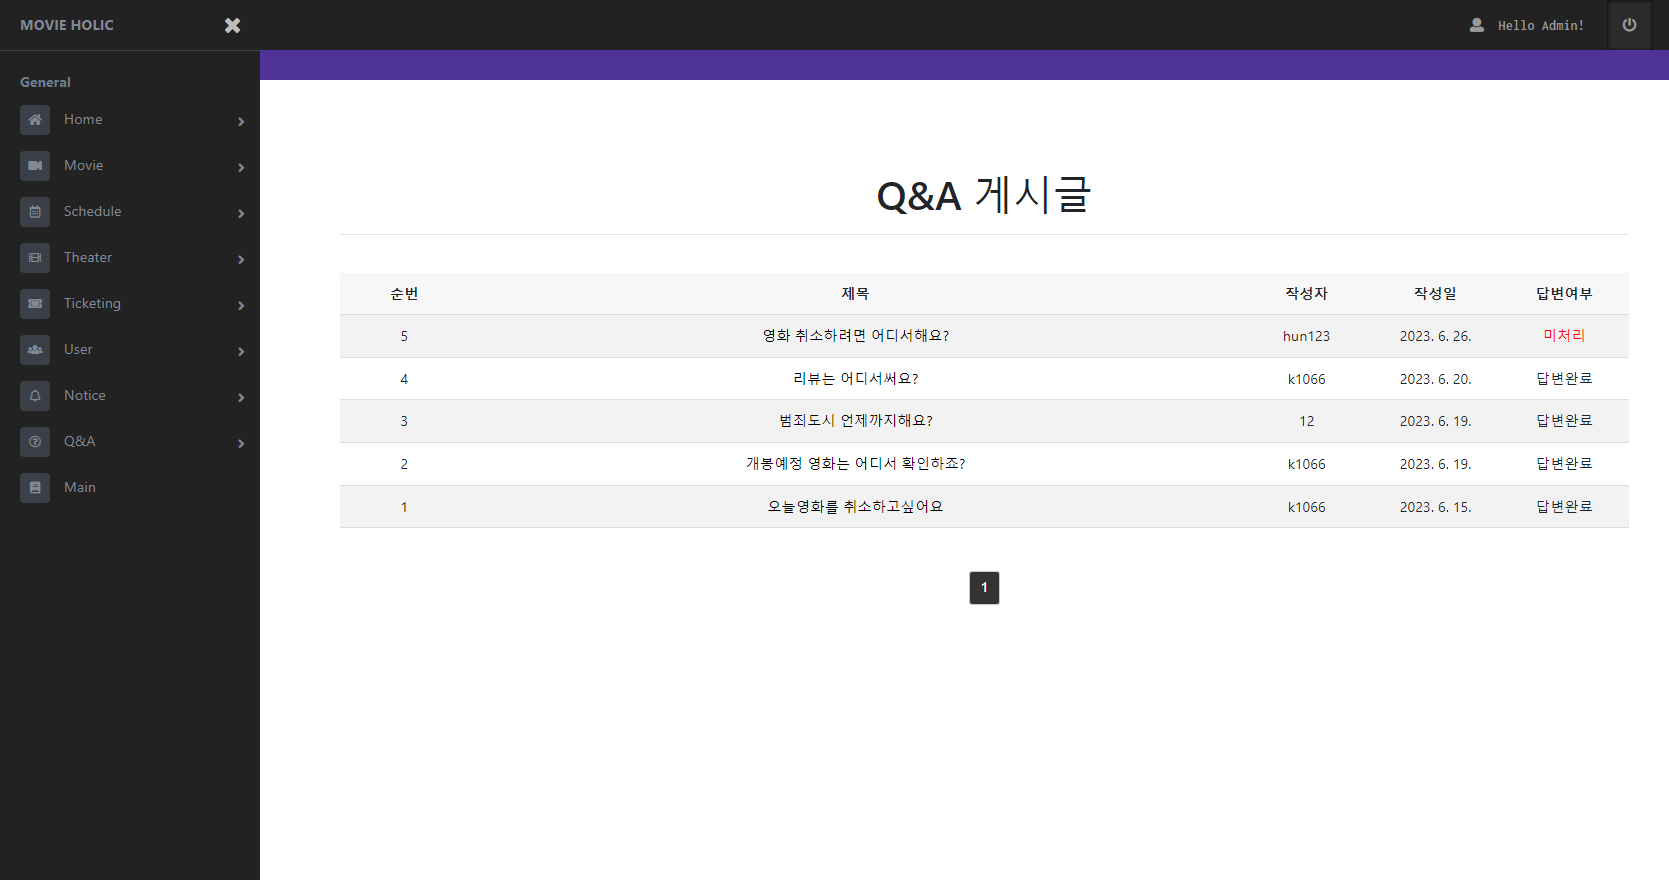 MOVIE HOLIC
Hello Admin!
General
Home
Movie
Schedule
Theater
Ticketing
User
Notice
Q&A
Main
Q&A 게시글
순번 제목 작성자 작성일 답변여부
5 영화 취소하려면 어디서해요? hun123 2023. 6. 26. 미처리
4 리뷰는 어디서써요? k1066 2023. 6. 20. 답변완료
3 범죄도시 언제까지해요? 12 2023. 6. 19. 답변완료
2 개봉예정 영화는 어디서 확인하죠? k1066 2023. 6. 19. 답변완료
1 오늘영화를 취소하고싶어요 k1066 2023. 6. 15. 답변완료
1